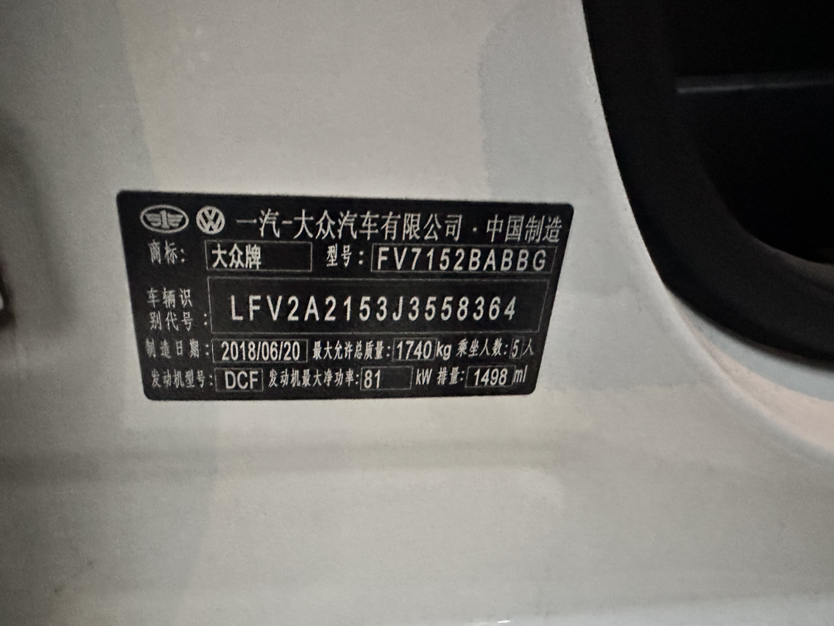 一汽-大众汽车有限公司·中国制造
商标: 大众牌 型号: FV7152BABBG
车辆识
别代号: LFV2A2153J3558364
制造日期: 2018/06/20 最大允许总质量: 1740kg 乘坐人数: 5人
发动机型号: DCF 发动机最大净功率: 81 kW 排量: 1498 ml